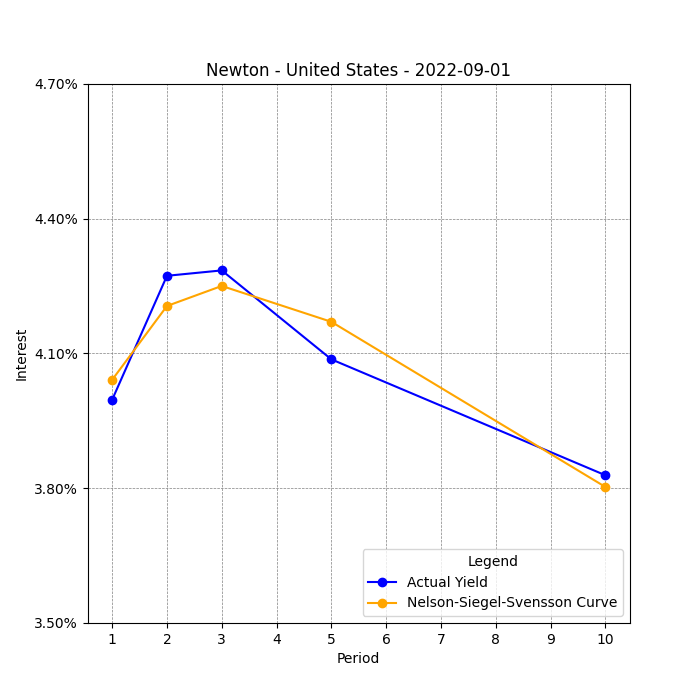 Newton - United States - 2022-09-01
4.70%
4.40%
4.10%
3.80%
3.50%
Interest
Legend
Actual Yield
Nelson-Siegel-Svensson Curve
1 2 3 4 5 6 7 8 9 10
Period